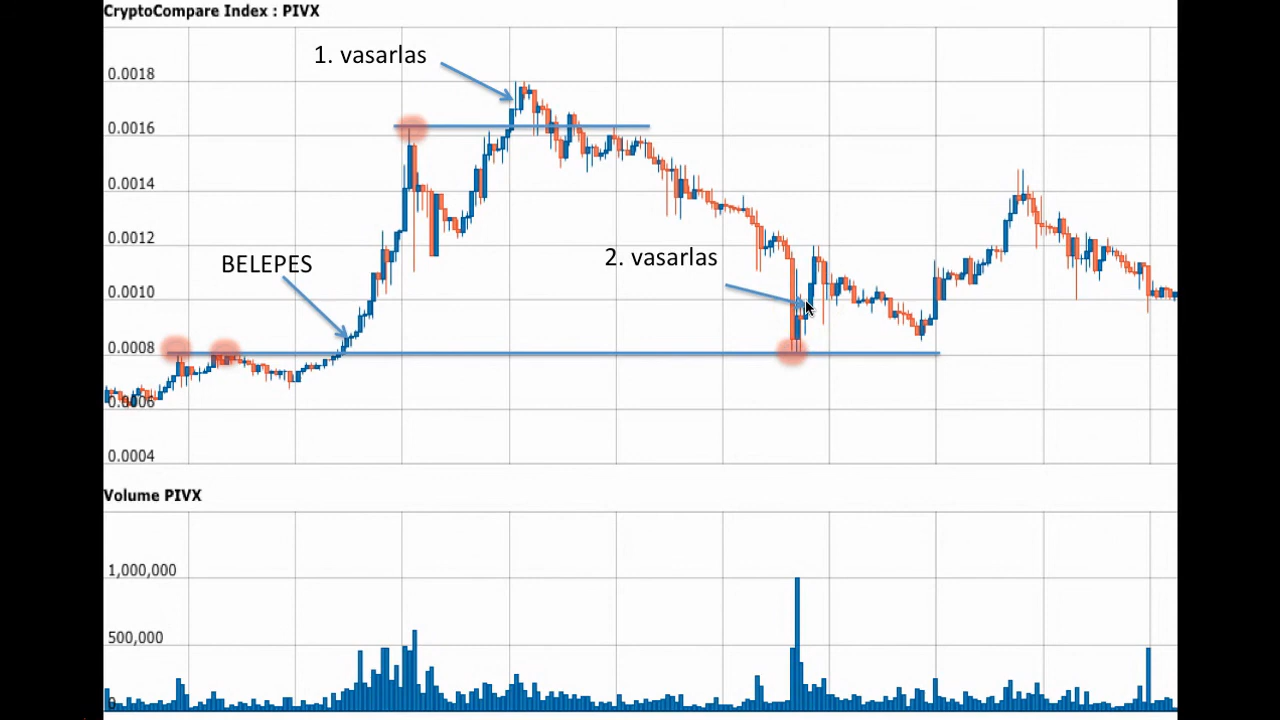 CryptoCompare Index : PIVX
1. vasarlas
0.0018
0.0016
0.0014
0.0012
2. vasarlas
BELEPES
0.0010
0.0008
0.0006
0.0004
Volume PIVX
1,000,000
500,000
0